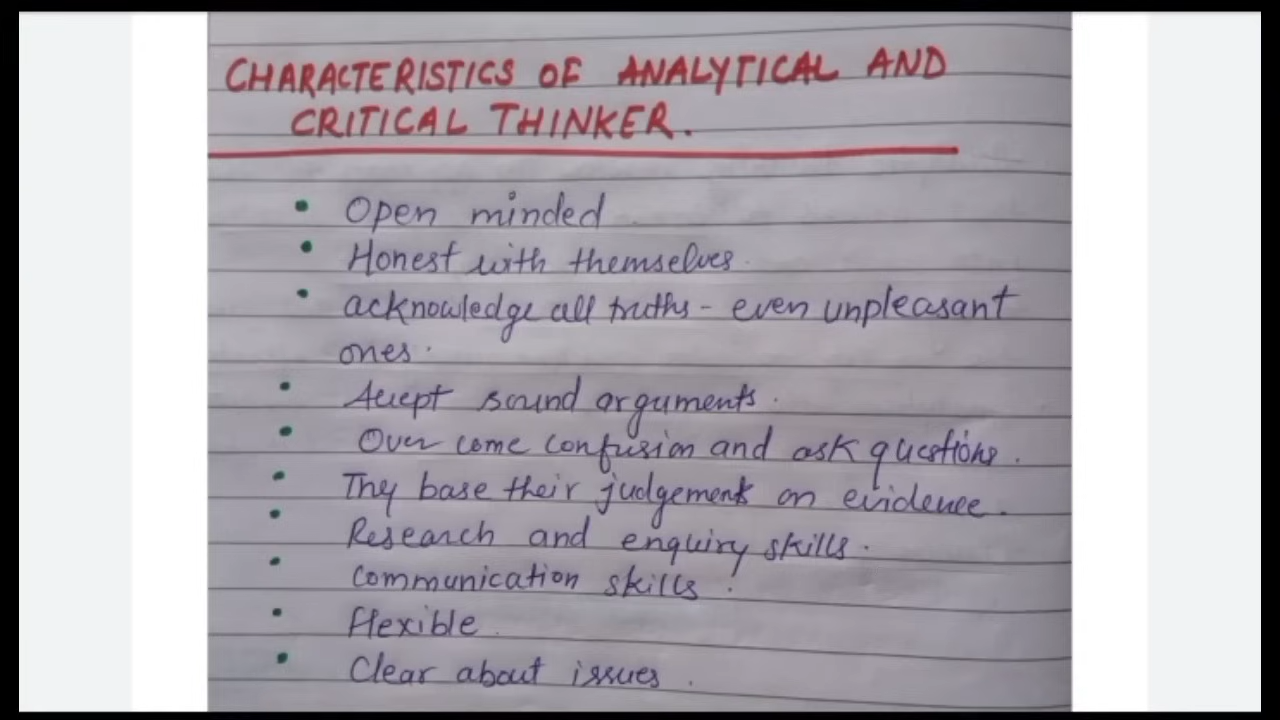 CHARACTERISTICS OF ANALYTICAL AND
CRITICAL THINKER.
• Open minded
• Honest with themselves.
• acknowledge all truths - even unpleasant
ones.
• Accept sound arguments.
• Over come confusion and ask questions.
• They base their judgements on evidence.
• Research and enquiry skills.
• Communication skills.
• flexible.
• Clear about issues.